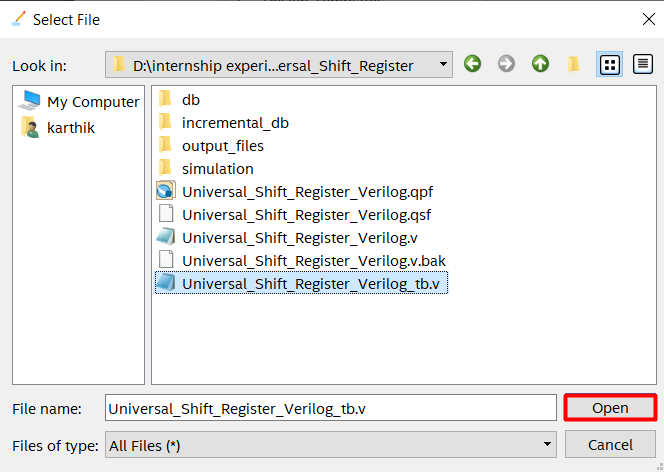 Select File
Look in:
D:\internship experi...ersal_Shift_Register
My Computer
karthik
db
incremental_db
output_files
simulation
Universal_Shift_Register_Verilog.qpf
Universal_Shift_Register_Verilog.qsf
Universal_Shift_Register_Verilog.v
Universal_Shift_Register_Verilog.v.bak
Universal_Shift_Register_Verilog_tb.v
File name:
Universal_Shift_Register_Verilog_tb.v
Open
Files of type:
All Files (*)
Cancel